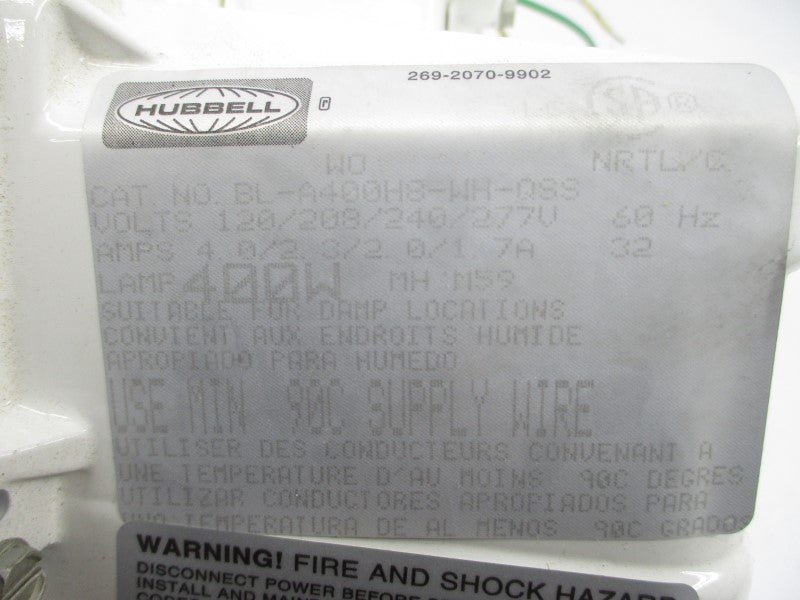 269-2070-9902
HUBBELL ®
WO NRTL/C
CAT. NO. BL-A400H8-WH-QSS
VOLTS 120/208/240/277V 60 Hz
AMPS 4.0/2.3/2.0/1.7A 32
LAMP 400W MH M59
SUITABLE FOR DAMP LOCATIONS
CONVIENT AUX ENDROITS HUMIDE
APROPIADO PARA HUMEDO
USE MIN 90C SUPPLY WIRE
UTILISER DES CONDUCTEURS CONVENANT A
UNE TEMPERATURE D'AU MOINS 90C DEGRES
UTILIZAR CONDUCTORES APROPIADOS PARA
UNO TEMPERATURA DE AL MENOS 90C GRADOS
WARNING! FIRE AND SHOCK HAZARD
DISCONNECT POWER BEFORE
INSTALL AND